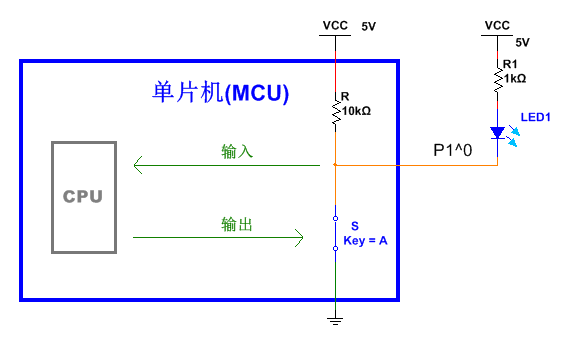 VCC 5V
VCC
5V
R1
1kΩ
单片机(MCU)
R
10kΩ
LED1
输入
P1^0
CPU
输出
S
Key = A